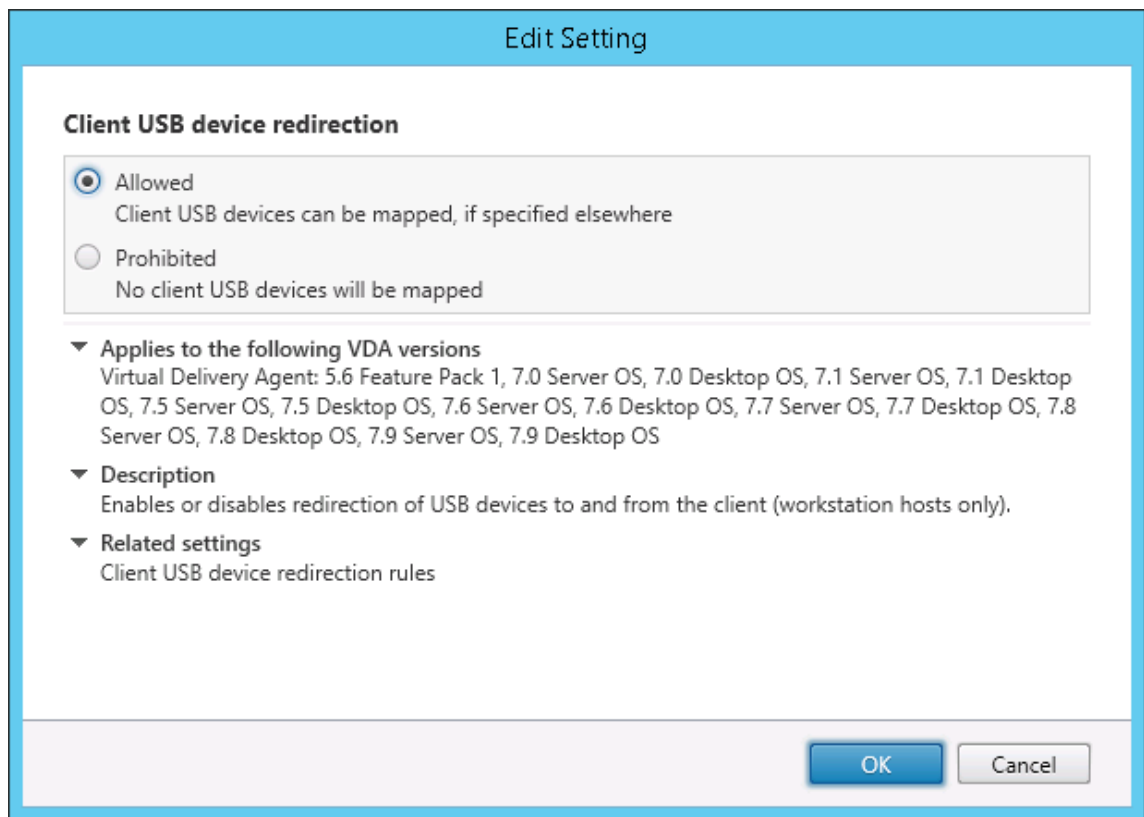 Edit Setting
Client USB device redirection
Allowed
Client USB devices can be mapped, if specified elsewhere
Prohibited
No client USB devices will be mapped
Applies to the following VDA versions
Virtual Delivery Agent: 5.6 Feature Pack 1, 7.0 Server OS, 7.0 Desktop OS, 7.1 Server OS, 7.1 Desktop
OS, 7.5 Server OS, 7.5 Desktop OS, 7.6 Server OS, 7.6 Desktop OS, 7.7 Server OS, 7.7 Desktop OS, 7.8
Server OS, 7.8 Desktop OS, 7.9 Server OS, 7.9 Desktop OS
Description
Enables or disables redirection of USB devices to and from the client (workstation hosts only).
Related settings
Client USB device redirection rules
OK Cancel